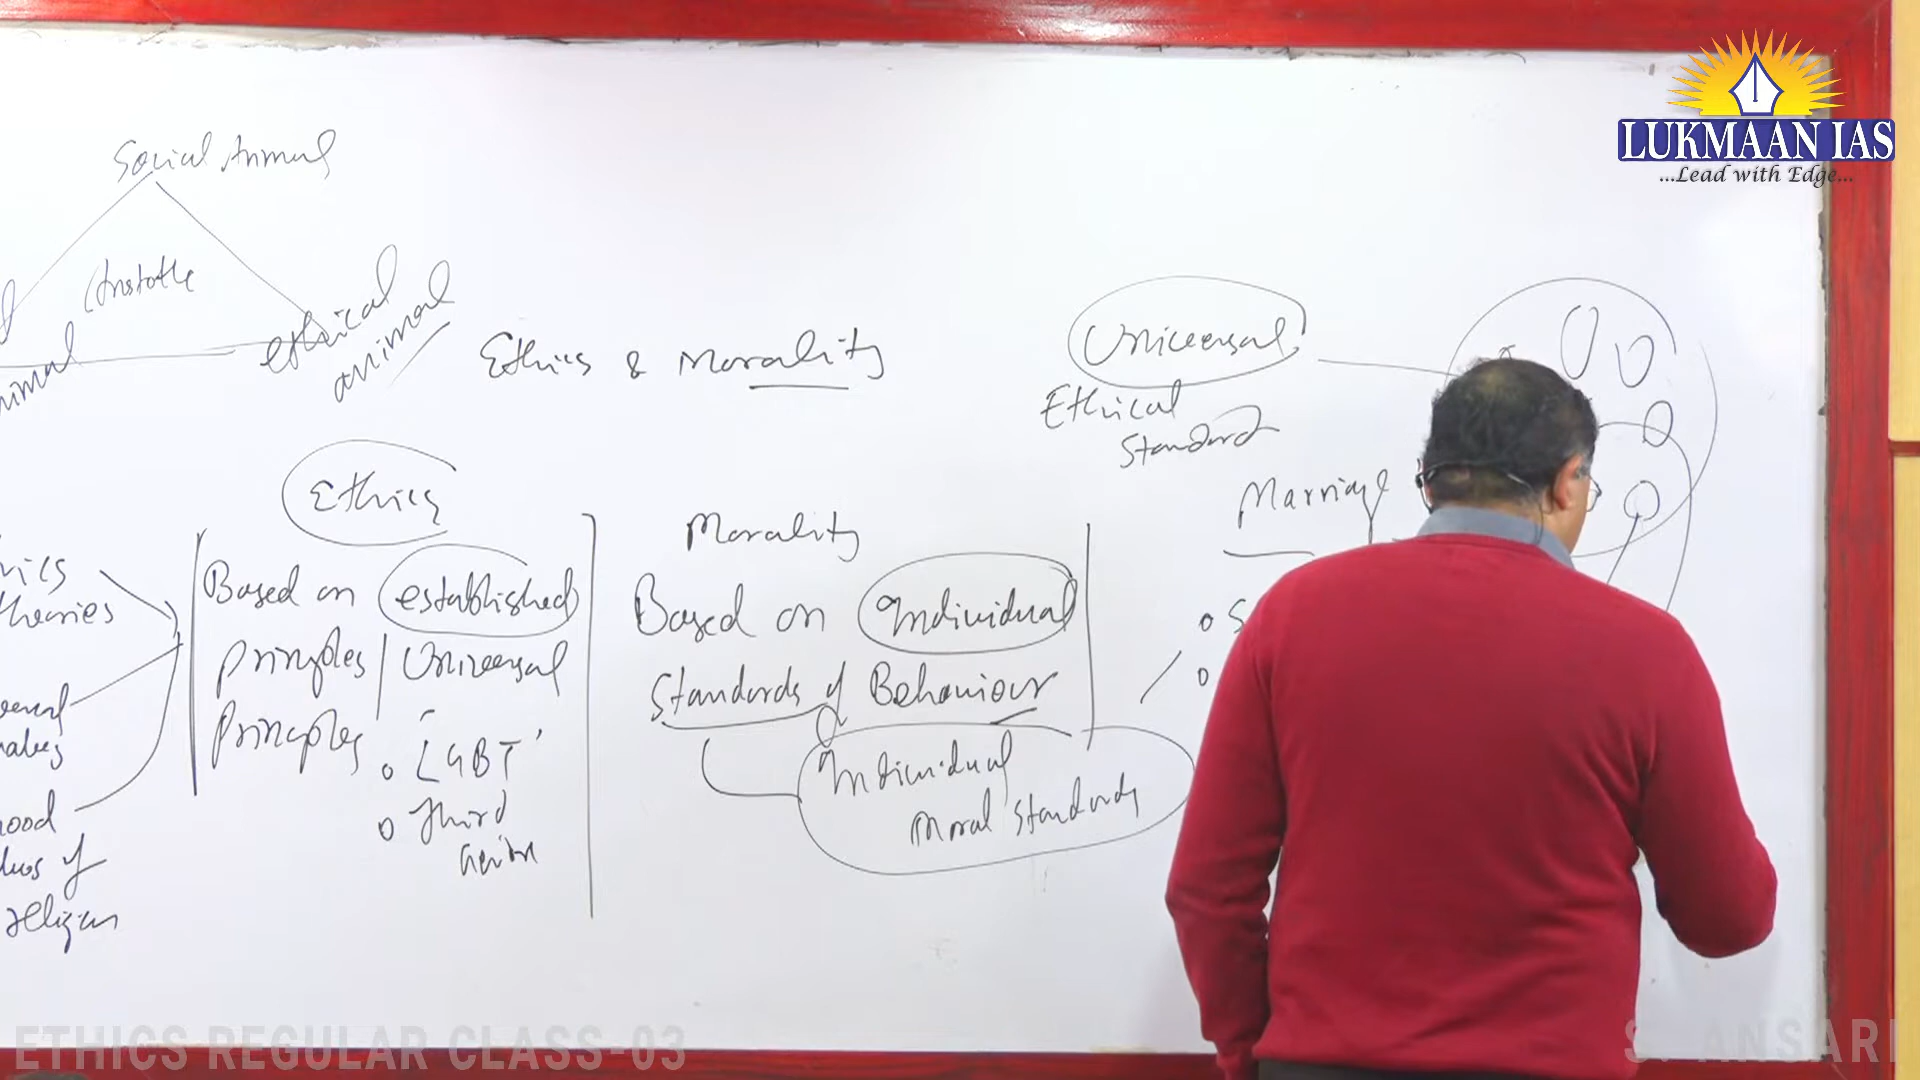 LUKMAAN IAS
...Lead with Edge...
Social Animal
(Aristotle
ethical
animal
Ethics & Morality
Universal
Ethical
Standard
Marriage
Ethics
Based on established
principles / Universal
Principles
o LGBT
o third
Morality
Based on Individual
Standards of Behaviour
Individual
Moral Standards
theories
of
religion
ETHICS REGULAR CLASS-03
S. ANSARI